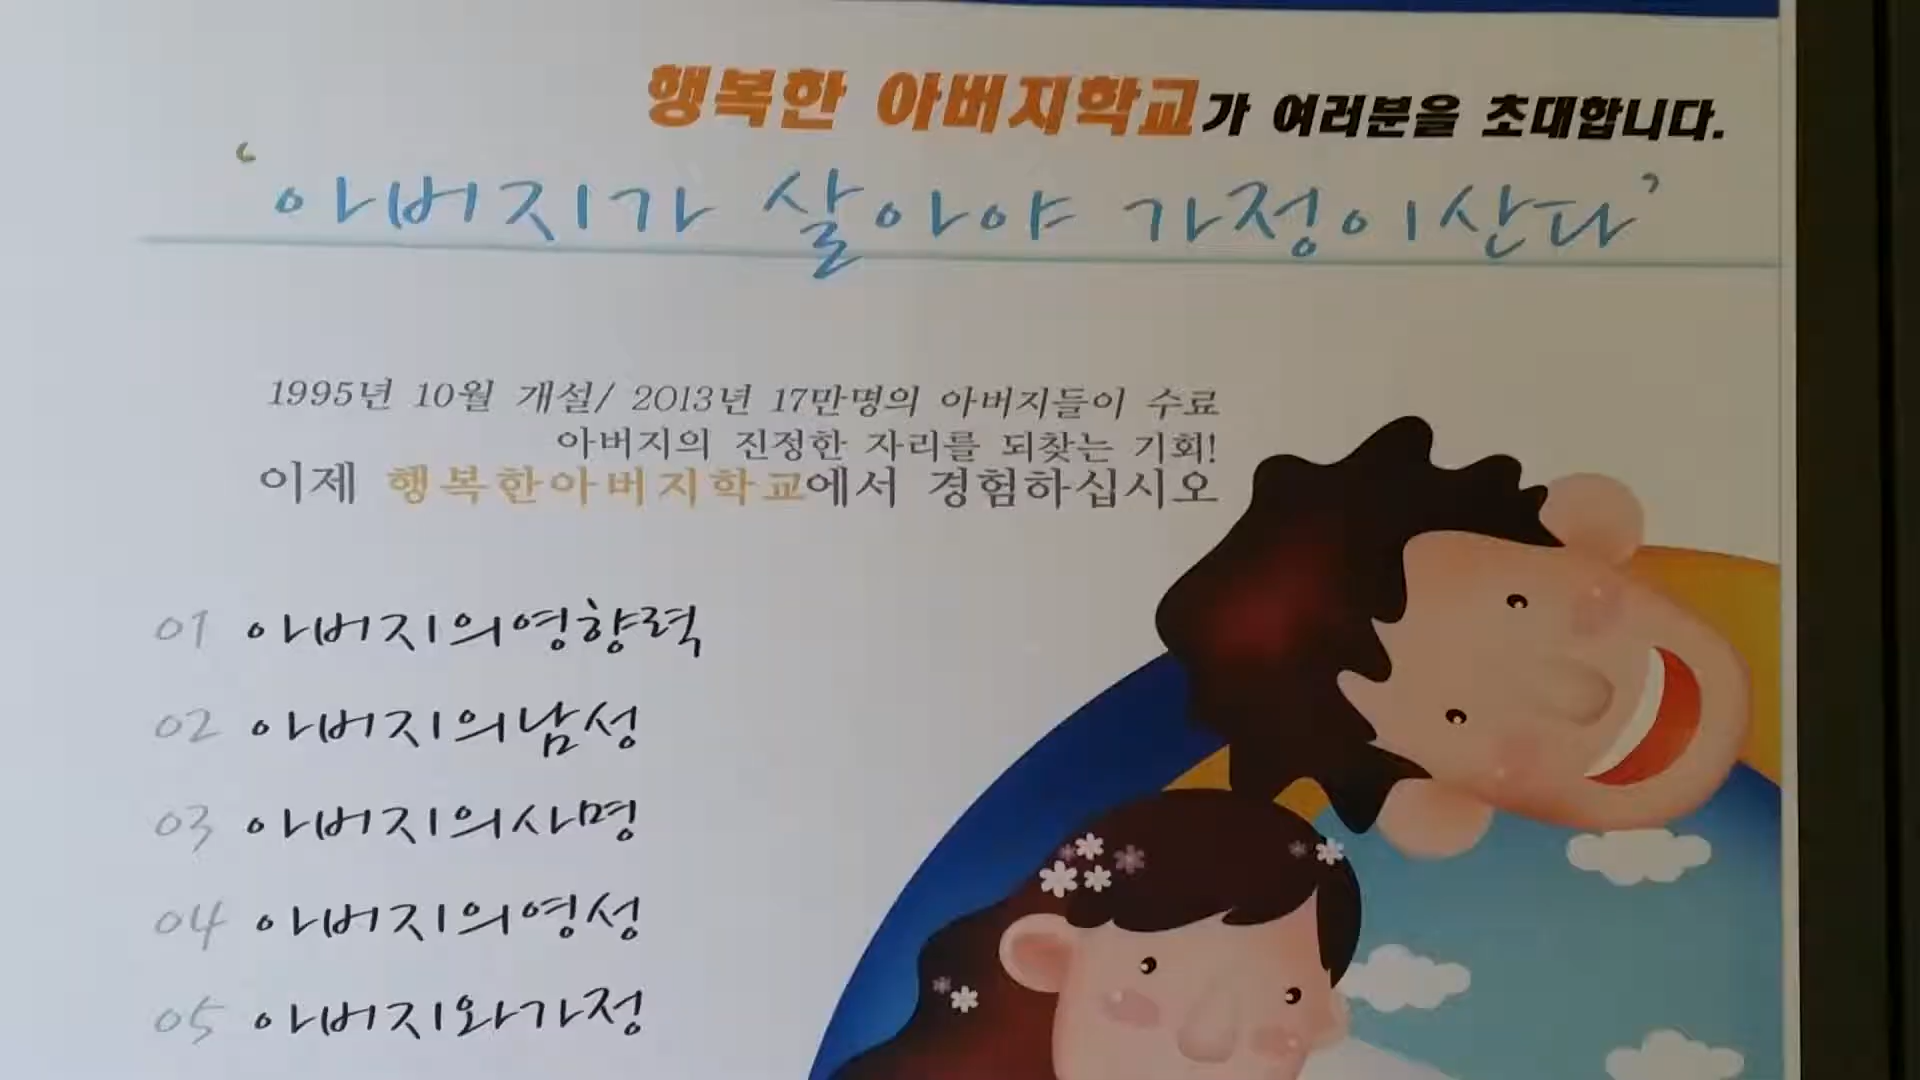 행복한 아버지학교가 여러분을 초대합니다.
'아버지가 살아야 가정이산다'
1995년 10월 개설/ 2013년 17만명의 아버지들이 수료
아버지의 진정한 자리를 되찾는 기회!
이제 행복한아버지학교에서 경험하십시오
01 아버지의영향력
02 아버지의남성
03 아버지의사명
04 아버지의영성
05 아버지와가정